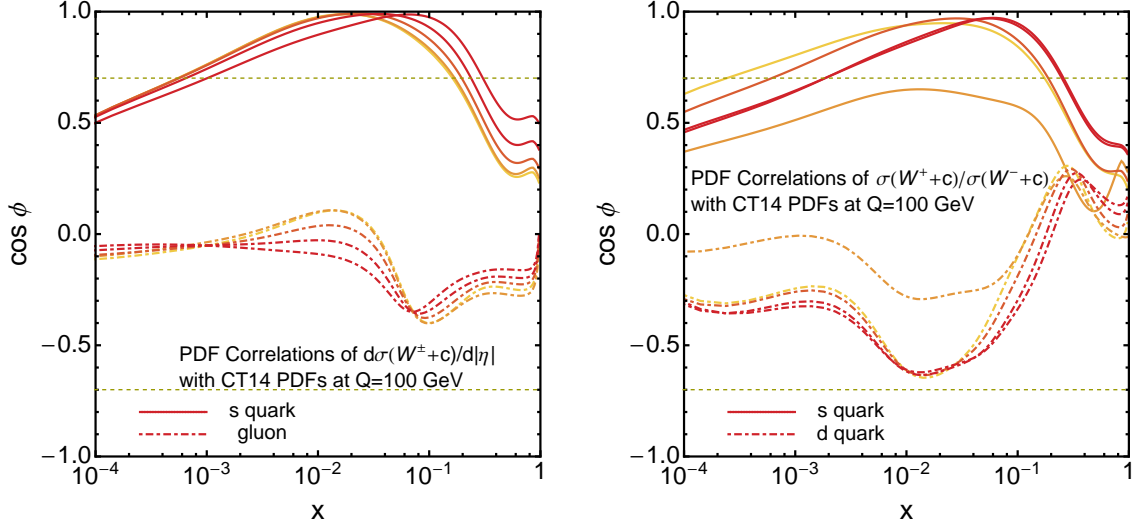 1.0
0.5
0.0
−0.5
−1.0
cos ϕ
10⁻⁴
10⁻³
10⁻²
10⁻¹
1
x
PDF Correlations of dσ(W±+c)/d|η|
with CT14 PDFs at Q=100 GeV
s quark
gluon
1.0
0.5
0.0
−0.5
−1.0
cos ϕ
10⁻⁴
10⁻³
10⁻²
10⁻¹
1
x
PDF Correlations of σ(W⁺+c)/σ(W⁻+c)
with CT14 PDFs at Q=100 GeV
s quark
d quark